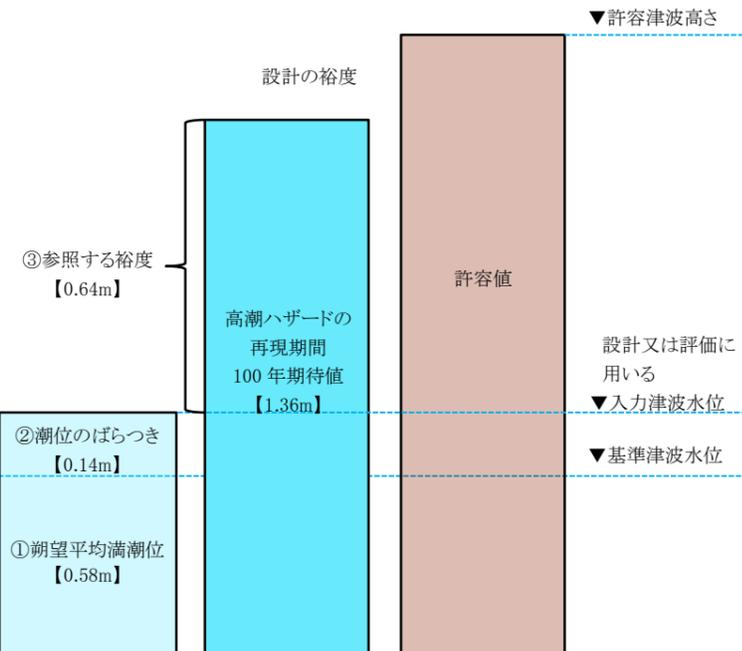 ▼許容津波高さ
設計の裕度
③参照する裕度
【0.64m】
許容値
高潮ハザードの
再現期間
100 年期待値
【1.36m】
設計又は評価に
用いる
▼入力津波水位
②潮位のばらつき
【0.14m】
▼基準津波水位
①朔望平均満潮位
【0.58m】